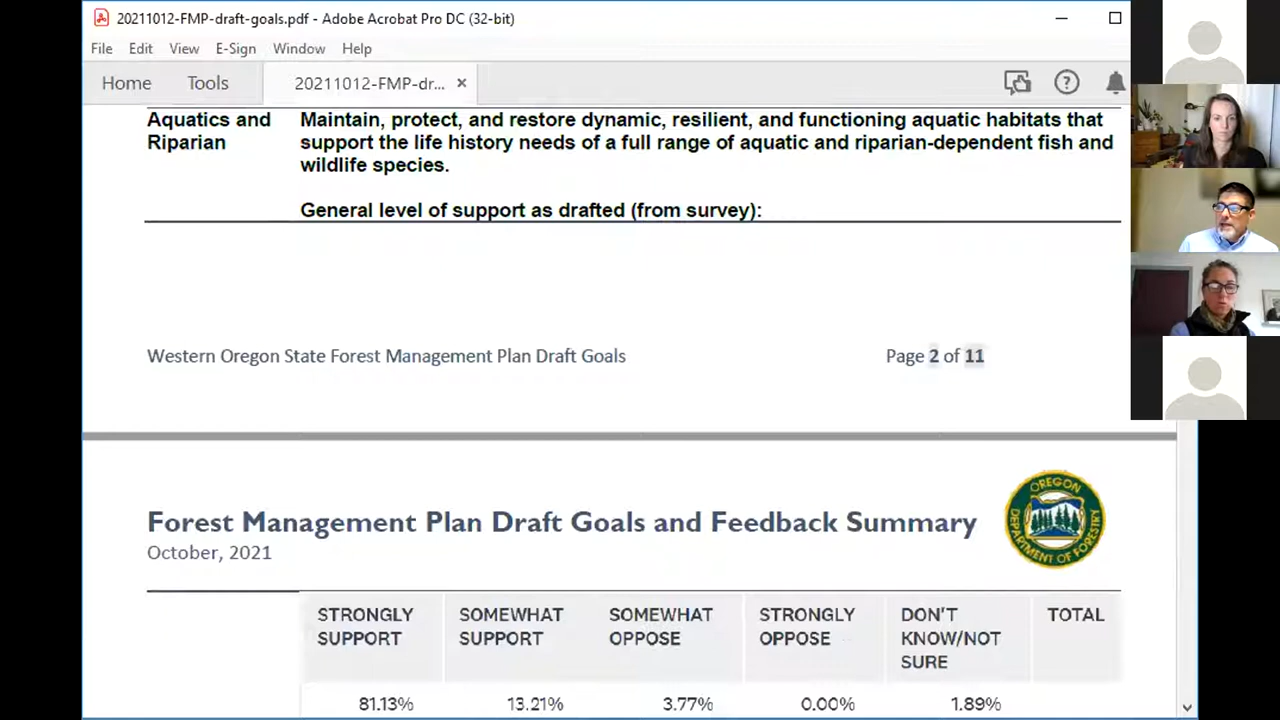 20211012-FMP-draft-goals.pdf - Adobe Acrobat Pro DC (32-bit)
File Edit View E-Sign Window Help
Home Tools 20211012-FMP-dr... ×
Aquatics and Riparian
Maintain, protect, and restore dynamic, resilient, and functioning aquatic habitats that
support the life history needs of a full range of aquatic and riparian-dependent fish and
wildlife species.
General level of support as drafted (from survey):
Western Oregon State Forest Management Plan Draft Goals Page 2 of 11
Forest Management Plan Draft Goals and Feedback Summary
October, 2021
OREGON
DEPARTMENT OF FORESTRY
STRONGLY SUPPORT
SOMEWHAT SUPPORT
SOMEWHAT OPPOSE
STRONGLY OPPOSE
DON'T KNOW/NOT SURE
TOTAL
81.13% 13.21% 3.77% 0.00% 1.89%